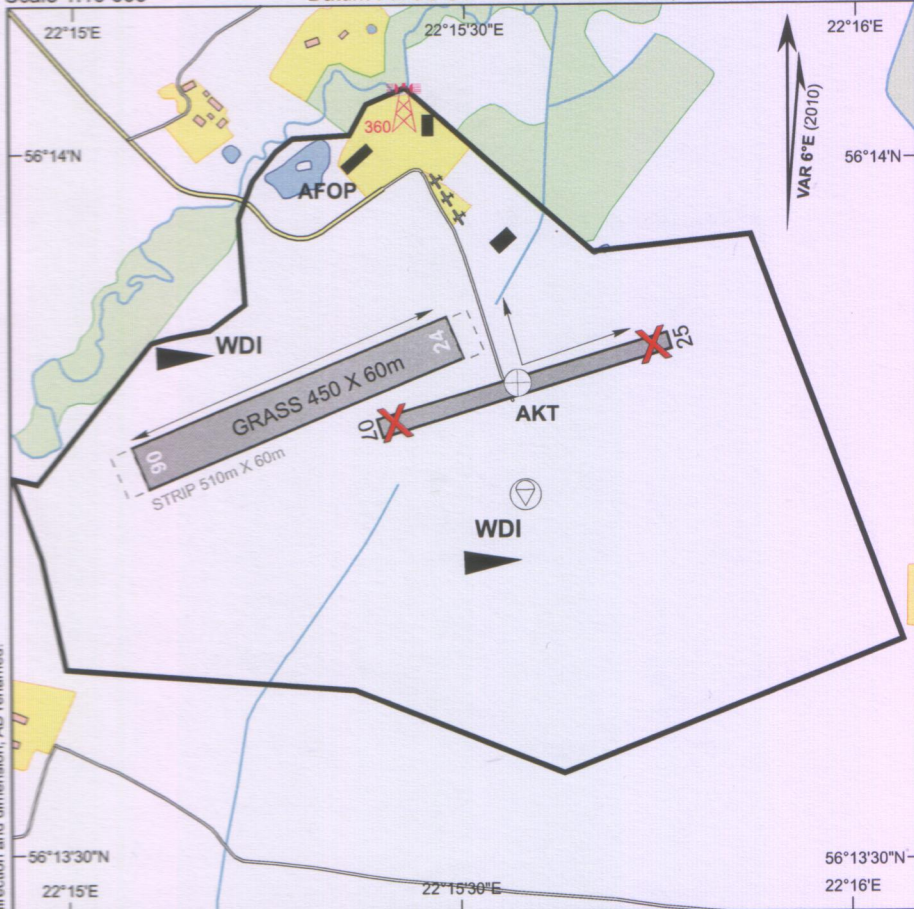 22°15'E
22°15'30"E
22°16'E
56°14'N
56°14'N
VAR 6°E (2010)
360
AFOP
WDI
GRASS 450 X 60m
24
06
STRIP 510m X 60m
07
25
AKT
WDI
56°13'30"N
56°13'30"N
22°15'E
22°15'30"E
22°16'E